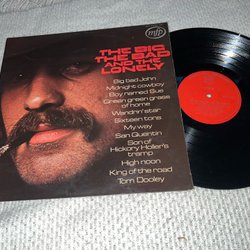 mfp
THE BIG
THE BAD
AND THE
LONELY
Big bad John
Midnight cowboy
Boy named Sue
Green green grass
of home
Wandrin' star
Sixteen tons
My way
San Quentin
Son of
Hickory Holler's
tramp
High noon
King of the road
Tom Dooley